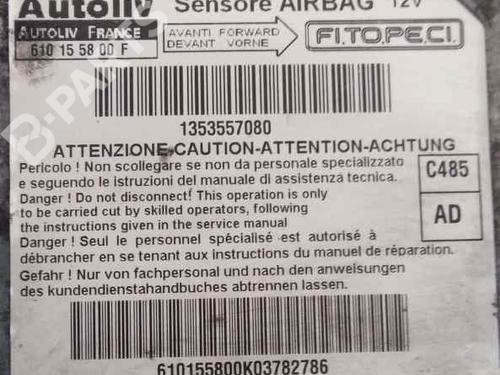 Autoliv Sensore AIRBAG 12V
AUTOLIV FRANCE
610 15 58 00 F
AVANTI FORWARD
DEVANT VORNE
F.I.TO.PE.CI.
B-PARTS
1353557080
ATTENZIONE-CAUTION-ATTENTION-ACHTUNG
Pericolo ! Non scollegare se non da personale specializzato
e seguendo le istruzioni del manuale di assistenza tecnica.
Danger ! Do not disconnect! This operation is only
to be carried out by skilled operators, following
the instructions given in the service manual
Danger ! Seul le personnel spécialisé est autorisé à
débrancher en se tenant aux instructions du manuel de réparation.
Gefahr ! Nur von fachpersonal und nach den anweisungen
des kundendienstahandbuches abtrennen lassen.
C485
AD
610155800K03782786